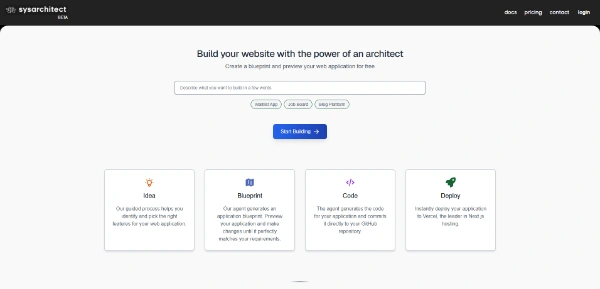 sysarchitect
BETA
docs pricing contact login
Build your website with the power of an architect
Create a blueprint and preview your web application for free.
Describe what you want to build in a few words
Job Board Blog Platform
Start Building →
Idea
Our guided process helps you
identify and pick the right
features for your web application.
Blueprint
Our agent generates an
application blueprint. Preview
your application and make
changes until it perfectly
matches your requirements.
Code
The agent generates the code
for your application and commits
it directly to your GitHub
repository.
Deploy
Instantly deploy your application
to Vercel, the leader in Next.js
hosting.